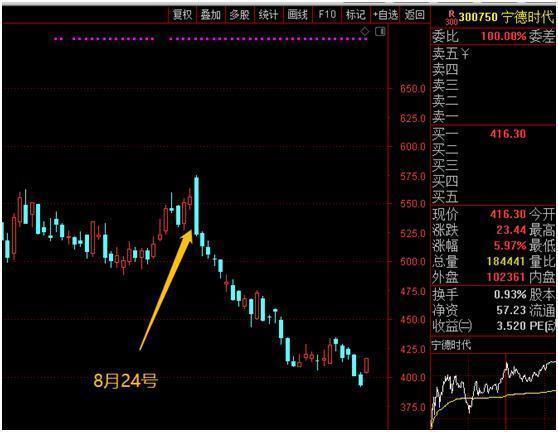 复权 叠加 多股 统计 画线 F10 标记 +自选 返回
R 300 300750 宁德时代
委比 100.00% 委差
卖五 ¥
卖四
卖三
卖二
卖一
买一 416.30
买二
买三
买四
买五
现价 416.30 今开
涨跌 23.44 最高
涨幅 5.97% 最低
总量 184441 量比
外盘 102361 内盘
换手 0.93% 股本
净资 57.23 流通
收益㈡ 3.520 PE(动
宁德时代
650.0
625.0
600.0
575.0
550.0
525.0
500.0
475.0
450.0
425.0
400.0
375.0
8月24号